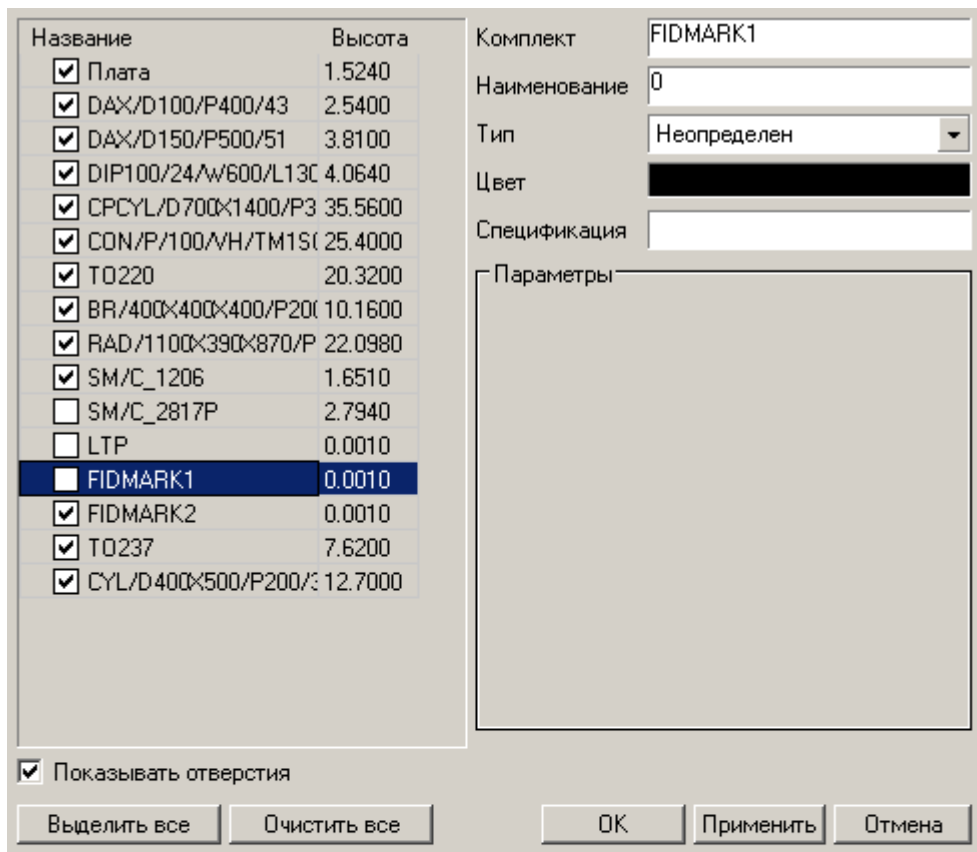 Название Высота
Плата 1.5240
DAX/D100/P400/43 2.5400
DAX/D150/P500/51 3.8100
DIP100/24/W600/L130 4.0640
CPCYL/D700X1400/P3 35.5600
CON/P/100/VH/TM1S( 25.4000
TO220 20.3200
BR/400X400X400/P20( 10.1600
RAD/1100X390X870/P 22.0980
SM/C_1206 1.6510
SM/C_2817P 2.7940
LTP 0.0010
FIDMARK1 0.0010
FIDMARK2 0.0010
TO237 7.6200
CYL/D400X500/P200/3 12.7000
Показывать отверстия
Выделить все Очистить все
Комплект FIDMARK1
Наименование 0
Тип Неопределен
Цвет
Спецификация
Параметры
OK Применить Отмена